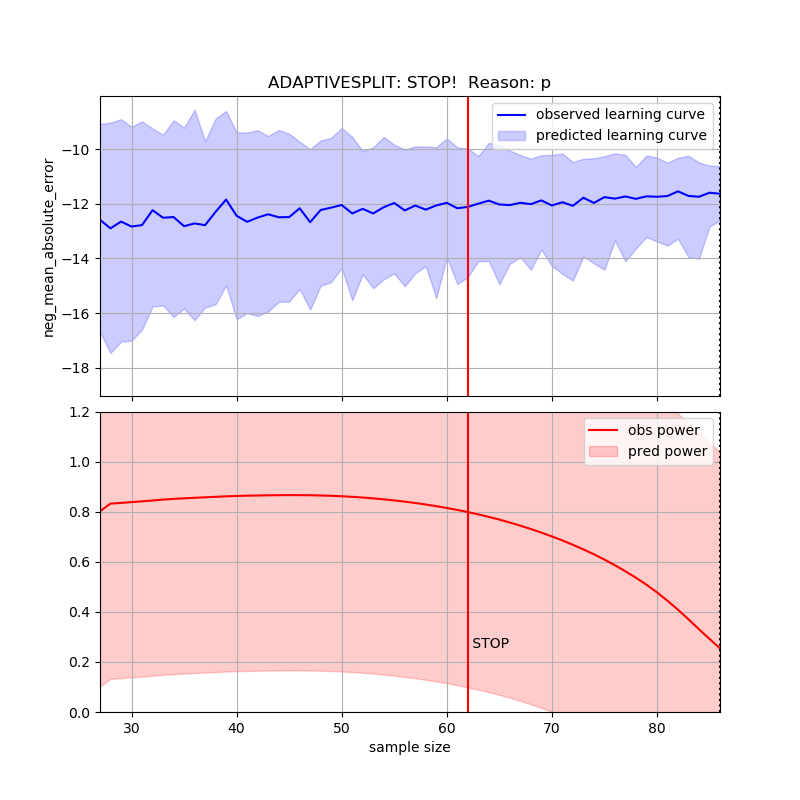 ADAPTIVESPLIT: STOP!  Reason: p
observed learning curve
predicted learning curve
neg_mean_absolute_error
−10
−12
−14
−16
−18
obs power
pred power
1.2
1.0
0.8
0.6
0.4
0.2
0.0
STOP
30 40 50 60 70 80
sample size